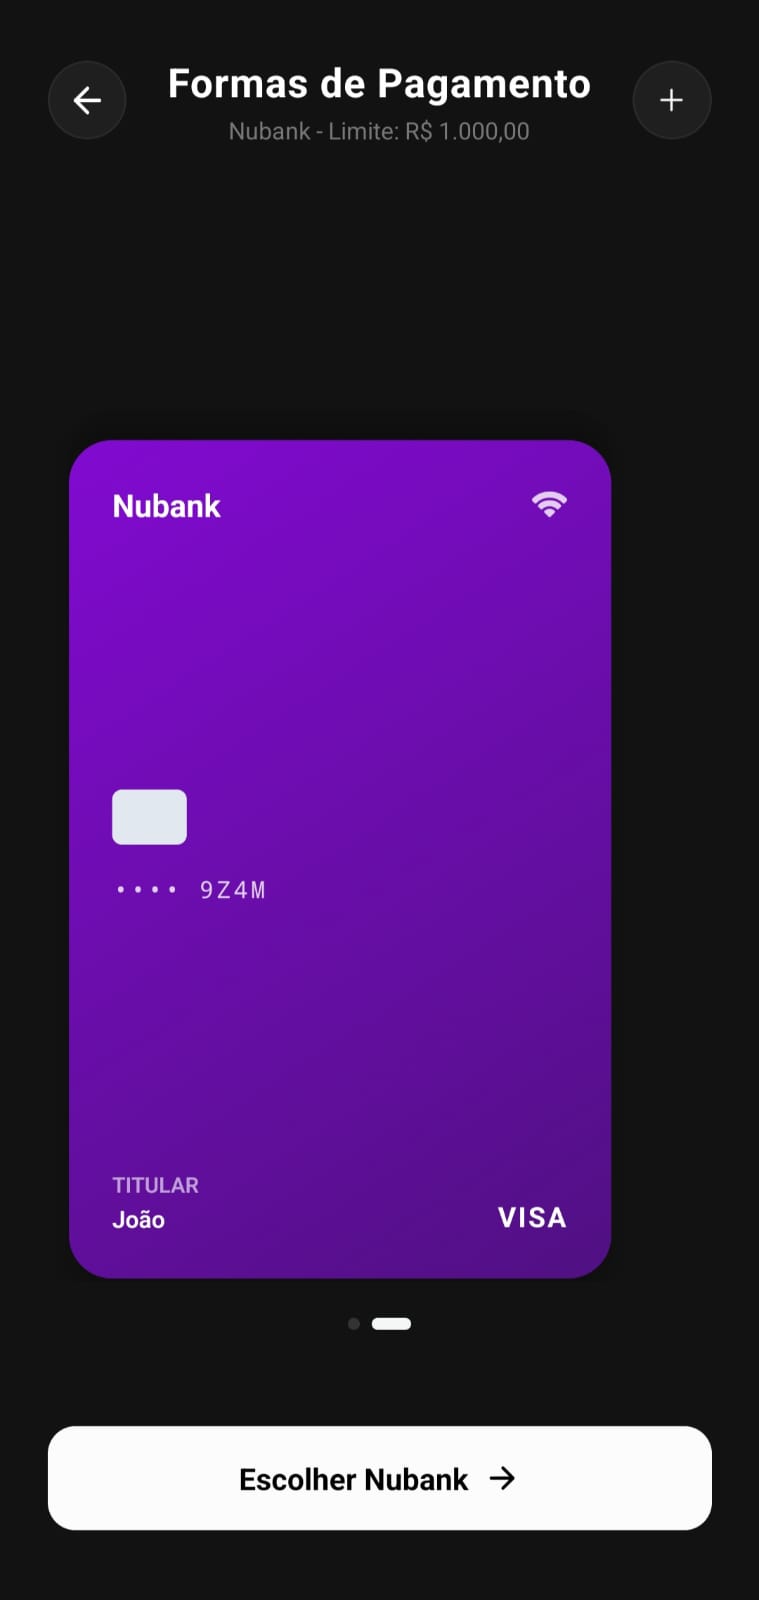 Formas de Pagamento
Nubank - Limite: R$ 1.000,00
Nubank
•••• 9Z4M
TITULAR
João
VISA
Escolher Nubank →